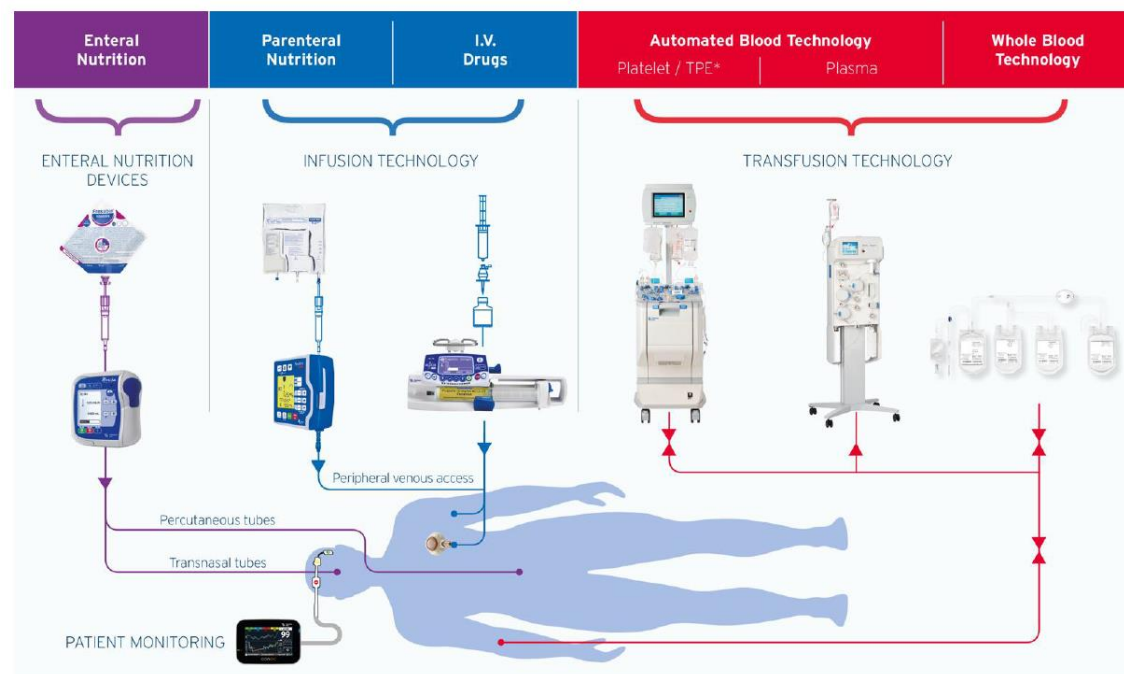 Enteral
Nutrition
Parenteral
Nutrition
I.V.
Drugs
Automated Blood Technology
Platelet / TPE*
Plasma
Whole Blood
Technology
ENTERAL NUTRITION
DEVICES
INFUSION TECHNOLOGY
TRANSFUSION TECHNOLOGY
Peripheral venous access
Percutaneous tubes
Transnasal tubes
PATIENT MONITORING
99